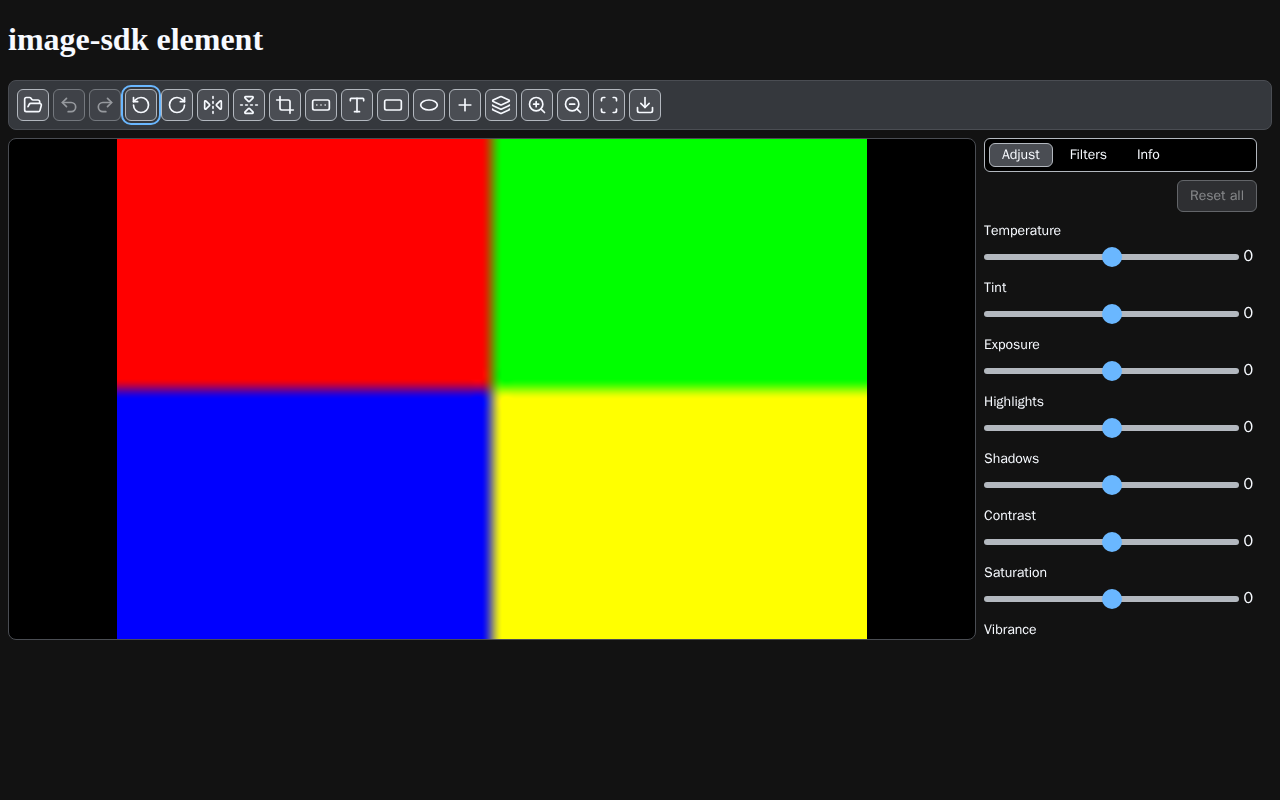 image-sdk element
Adjust Filters Info
Reset all
Temperature
0
Tint
0
Exposure
0
Highlights
0
Shadows
0
Contrast
0
Saturation
0
Vibrance